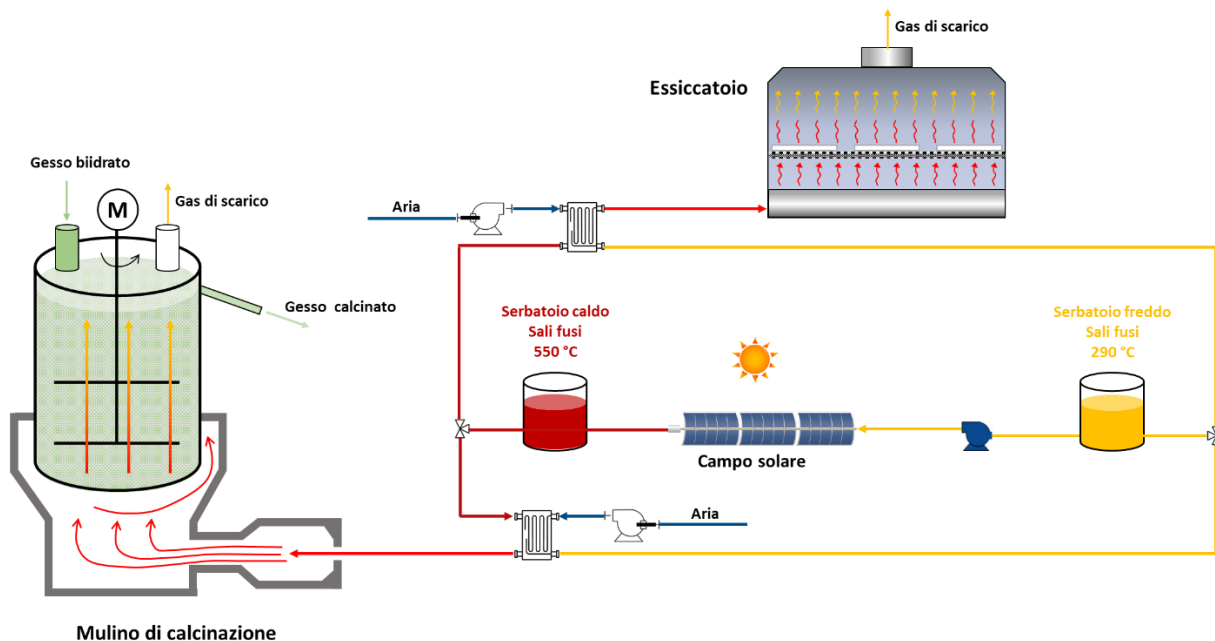 Gas di scarico
Essiccatoio
Gesso biidrato
Gas di scarico
M
Aria
Gesso calcinato
Serbatoio caldo
Sali fusi
550 °C
Serbatoio freddo
Sali fusi
290 °C
Campo solare
Aria
Mulino di calcinazione